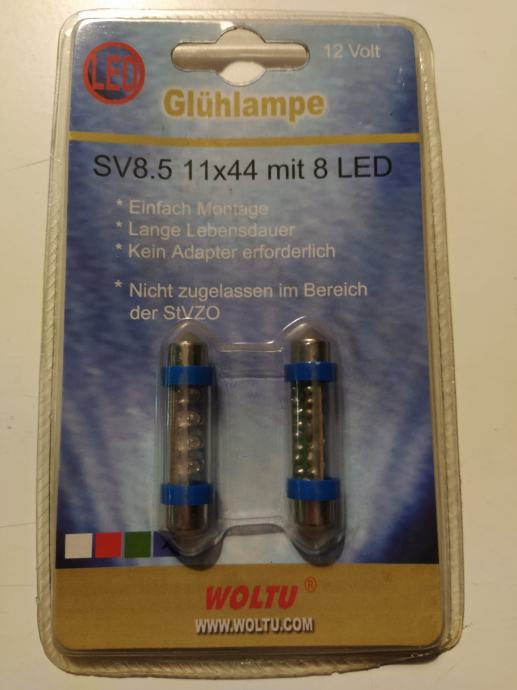 LED
12 Volt
Glühlampe
SV8.5 11x44 mit 8 LED
* Einfach Montage
* Lange Lebensdauer
* Kein Adapter erforderlich
* Nicht zugelassen im Bereich
der StVZO
WOLTU ®
WWW.WOLTU.COM